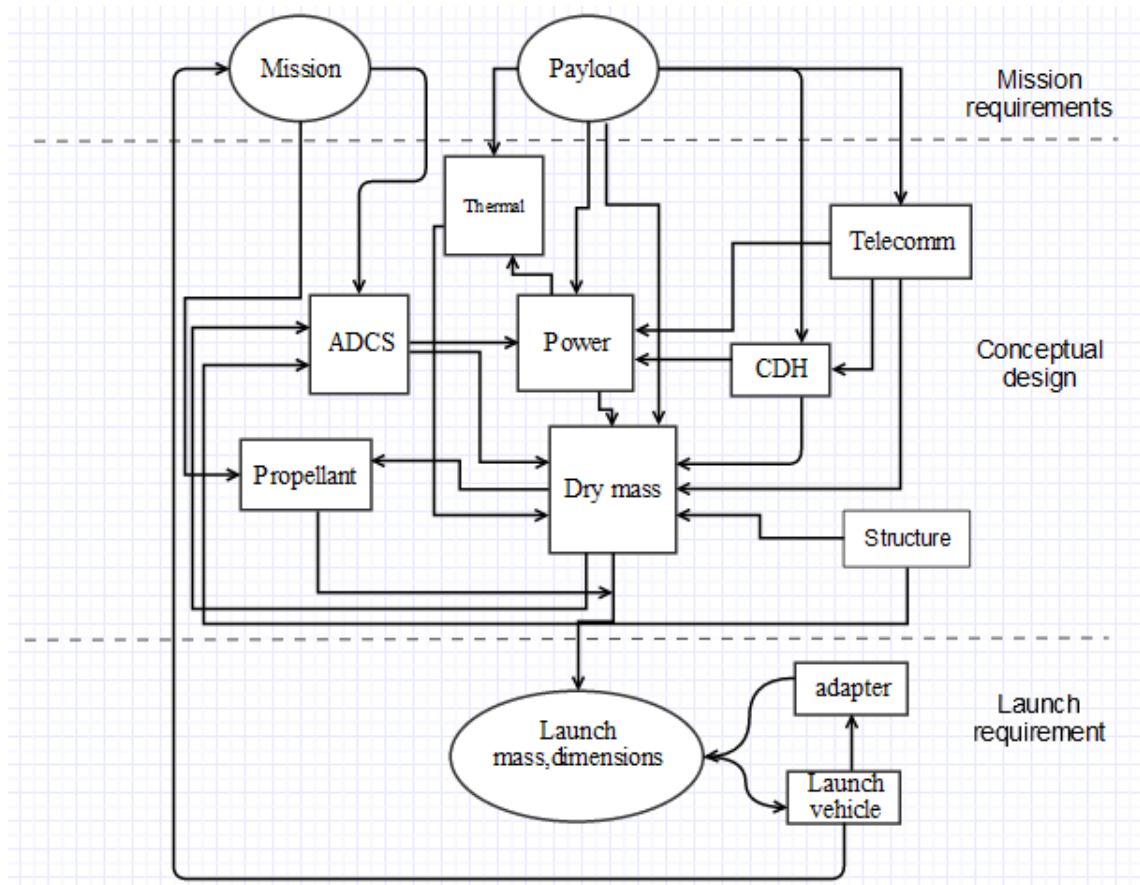 Mission
Payload
Mission
requirements
Thermal
Telecomm
ADCS
Power
CDH
Conceptual
design
Propellant
Dry mass
Structure
Launch
mass,dimensions
adapter
Launch
requirement
Launch
vehicle